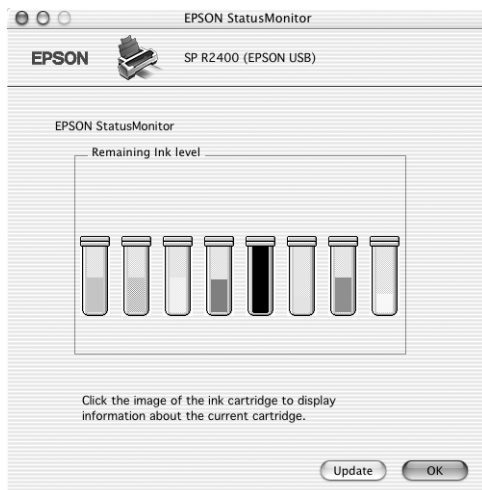 EPSON StatusMonitor
EPSON
SP R2400 (EPSON USB)
EPSON StatusMonitor
Remaining Ink level
Click the image of the ink cartridge to display
information about the current cartridge.
Update
OK